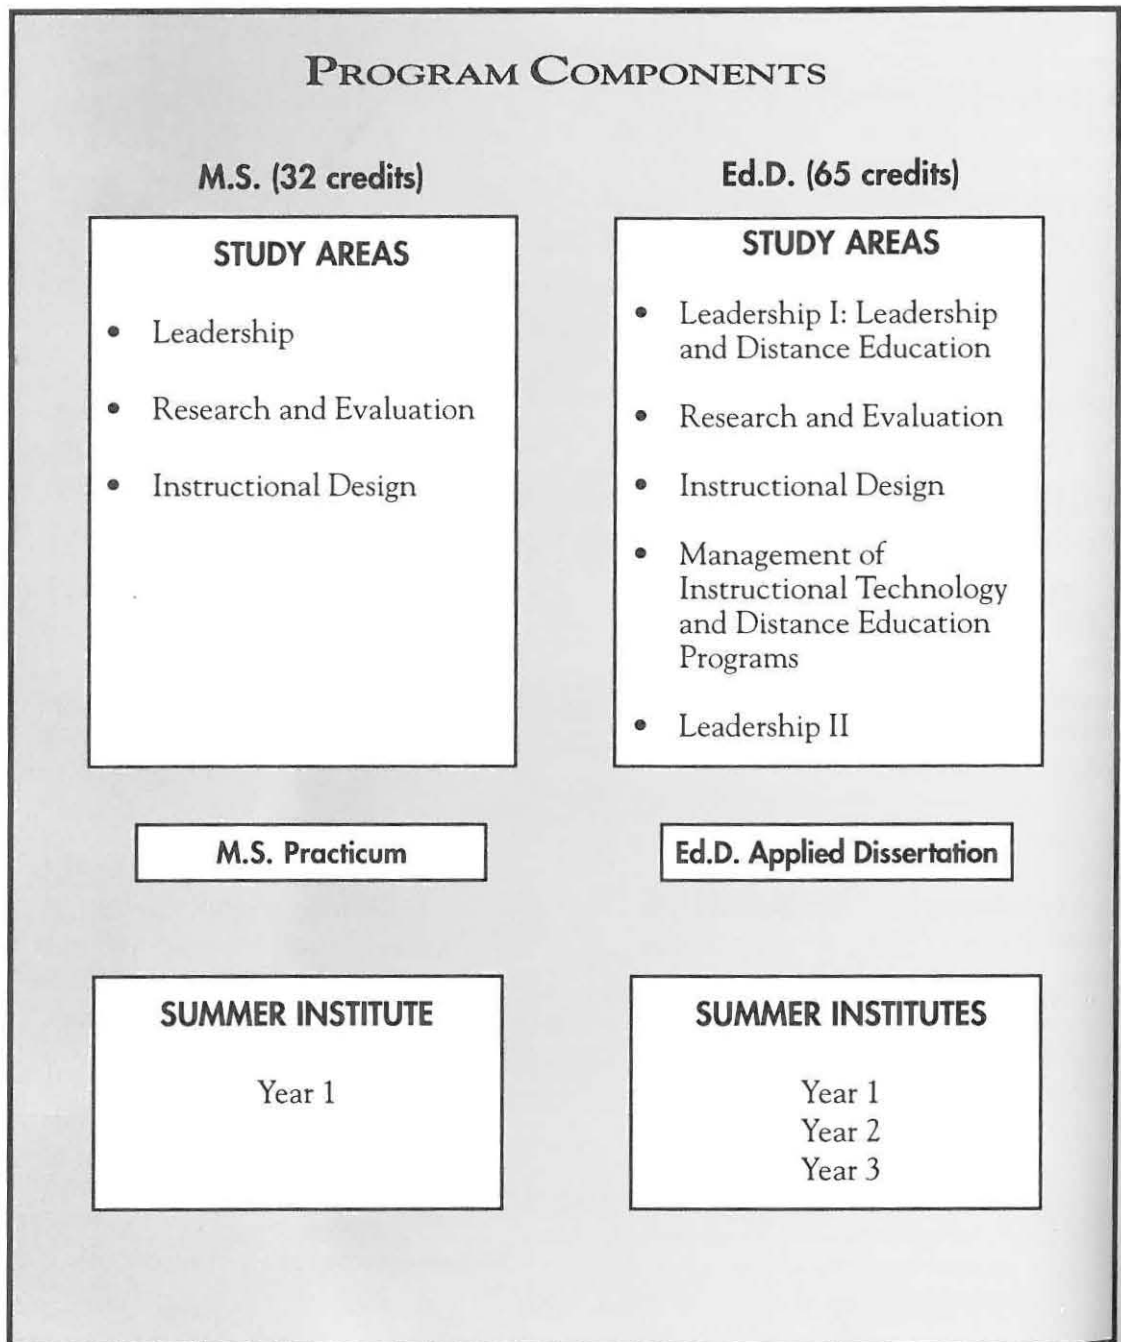 PROGRAM COMPONENTS
M.S. (32 credits)
STUDY AREAS
• Leadership
• Research and Evaluation
• Instructional Design
M.S. Practicum
SUMMER INSTITUTE
Year 1
Ed.D. (65 credits)
STUDY AREAS
• Leadership I: Leadership
and Distance Education
• Research and Evaluation
• Instructional Design
• Management of
Instructional Technology
and Distance Education
Programs
• Leadership II
Ed.D. Applied Dissertation
SUMMER INSTITUTES
Year 1
Year 2
Year 3